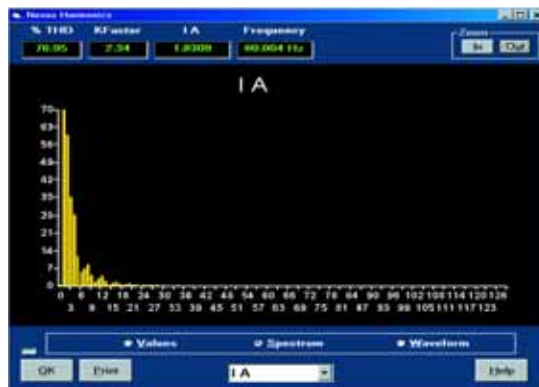 Nexus Harmonics
% THD KFactor I A Frequency
76.95 2.34 1.8309 60.004 Hz
Zoom
In Out
I A
70
63
56
49
42
35
28
21
14
7
0 6 12 18 24 30 36 42 48 54 60 66 72 78 84 90 96 102 108 114 120 126
3 9 15 21 27 33 39 45 51 57 63 69 75 81 87 93 99 105 111 117 123
Values Spectrum Waveform
OK Print I A Help